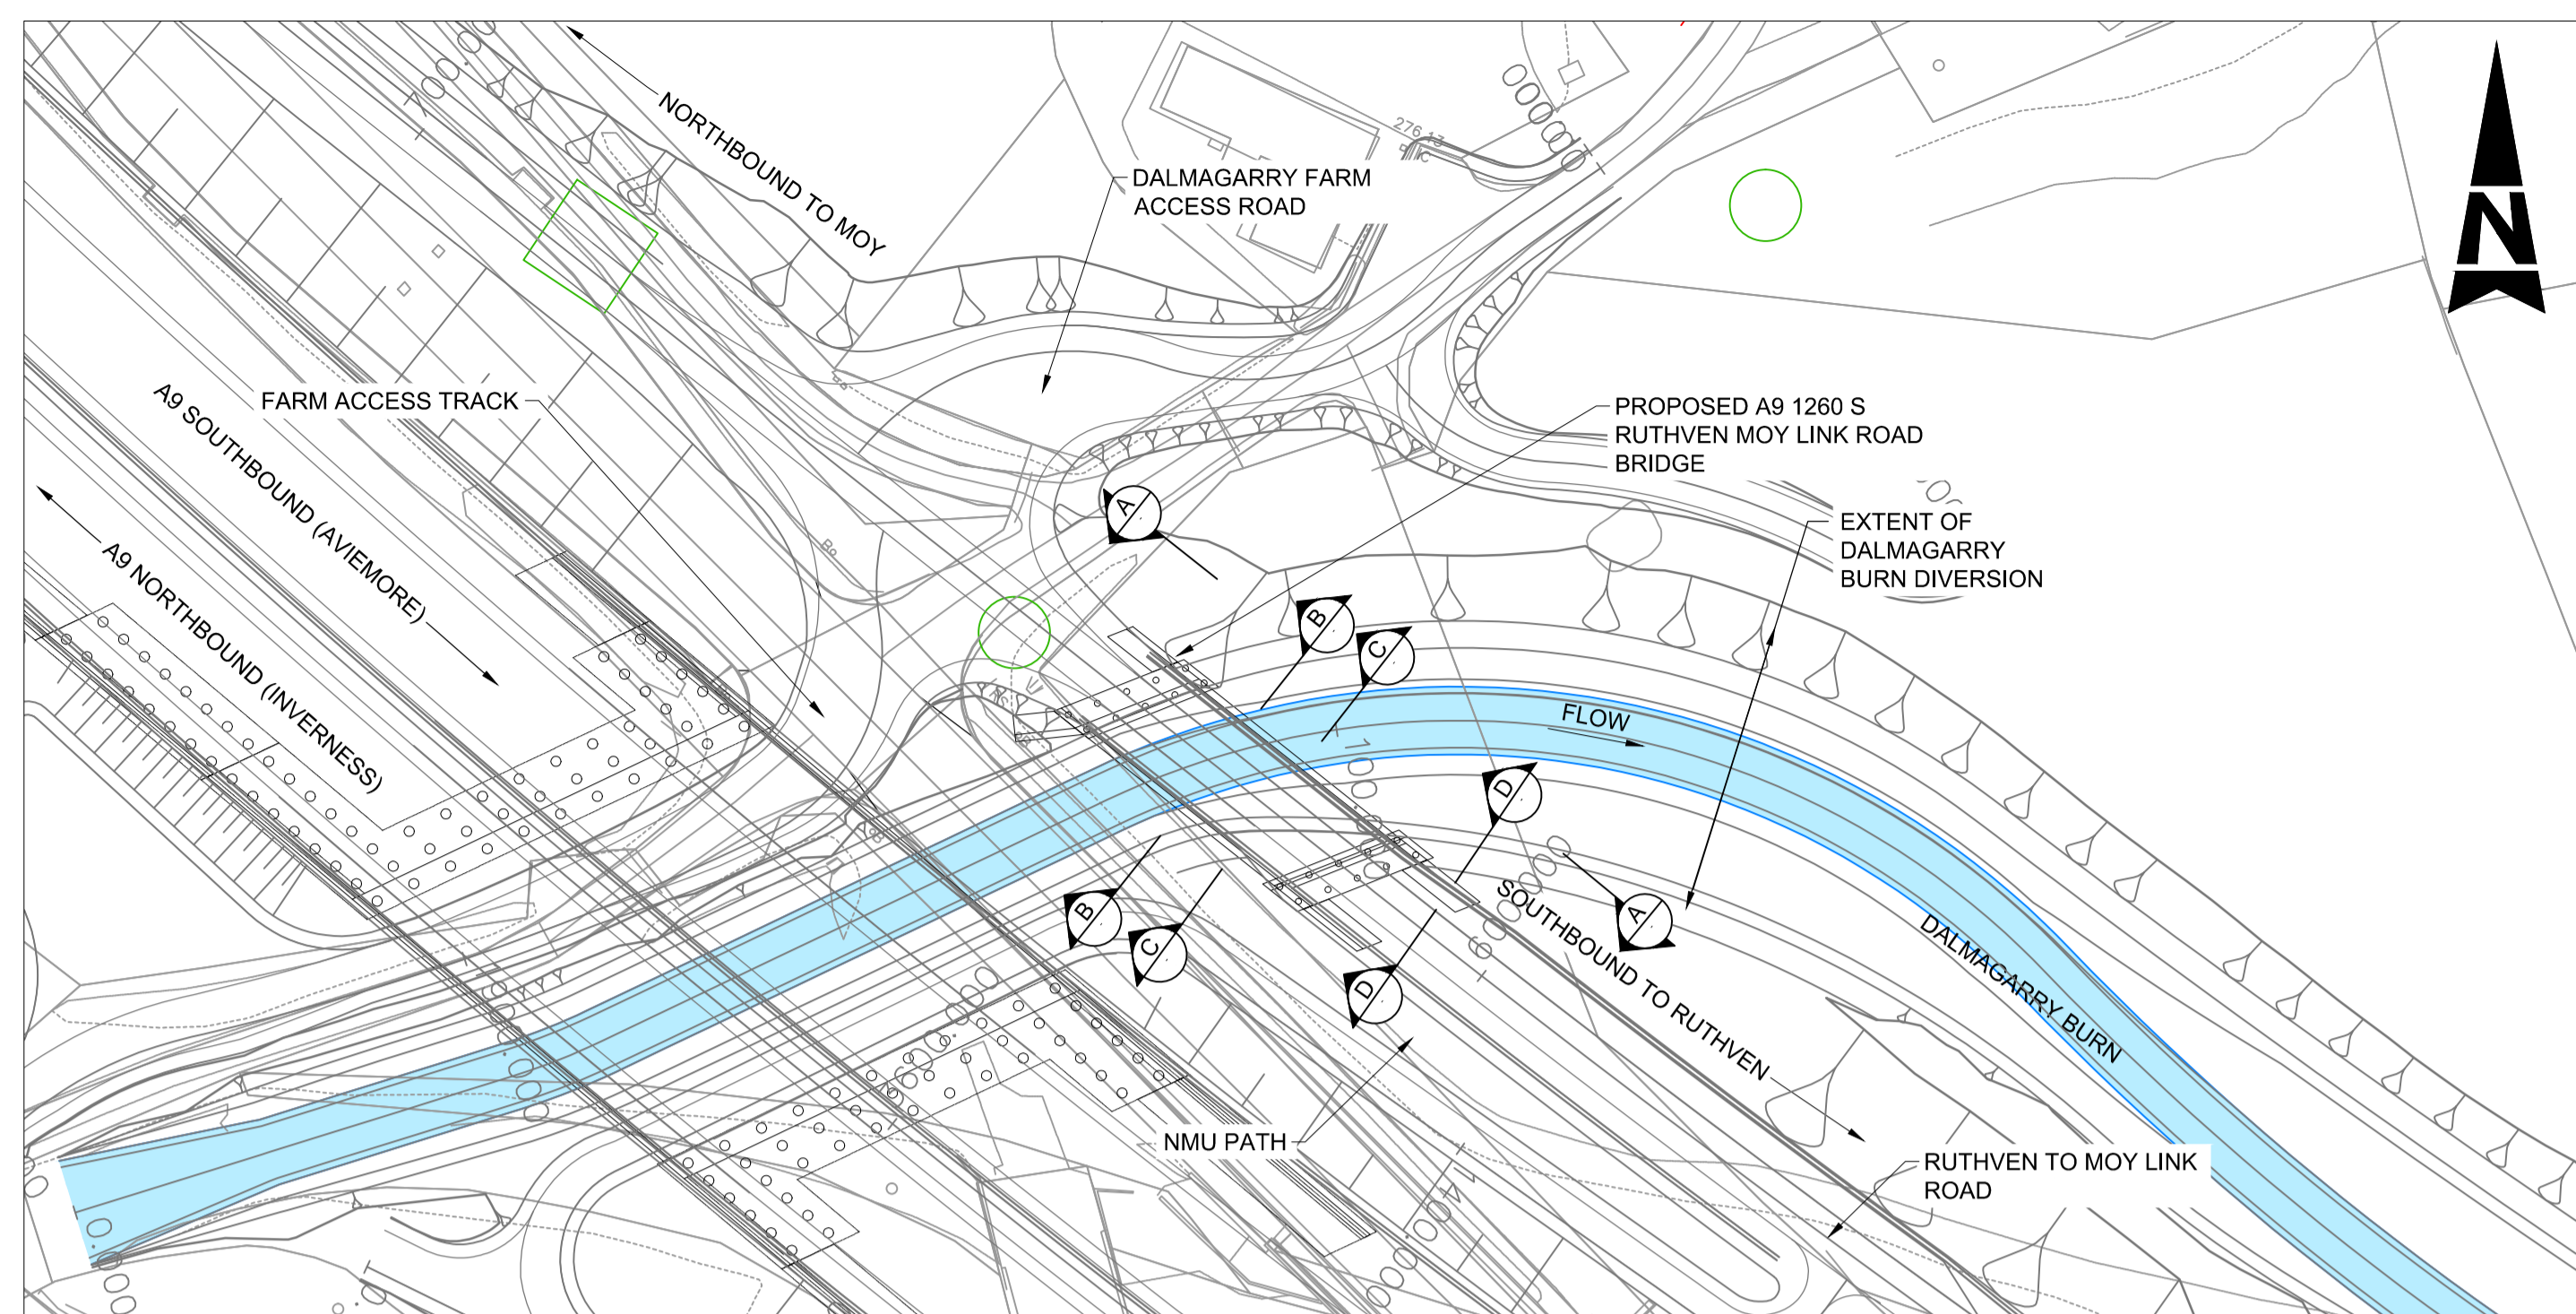 NORTHBOUND TO MOY
DALMAGARRY FARM
ACCESS ROAD
276.13
N
FARM ACCESS TRACK
A9 SOUTHBOUND (AVIEMORE)
A9 NORTHBOUND (INVERNESS)
PROPOSED A9 1260 S
RUTHVEN MOY LINK ROAD
BRIDGE
EXTENT OF
DALMAGARRY
BURN DIVERSION
A
B
C
FLOW
D
B
C
D
A
SOUTHBOUND TO RUTHVEN
DALMAGARRY BURN
NMU PATH
RUTHVEN TO MOY LINK
ROAD